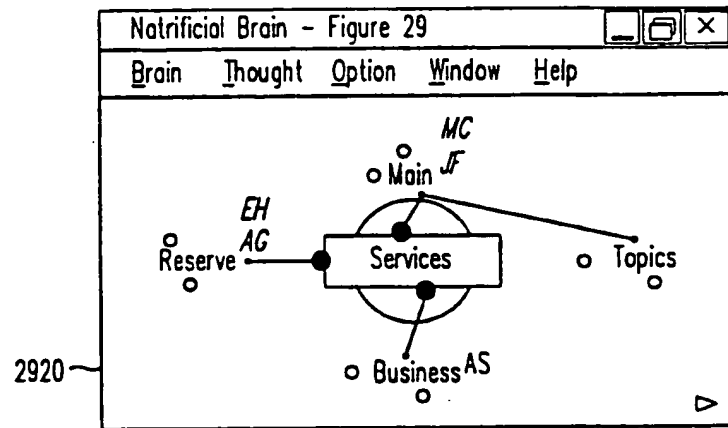 Natrificial Brain - Figure 29
Brain Thought Option Window Help
MC
Main JF
EH
AG
Reserve
Services
Topics
2920
Business AS